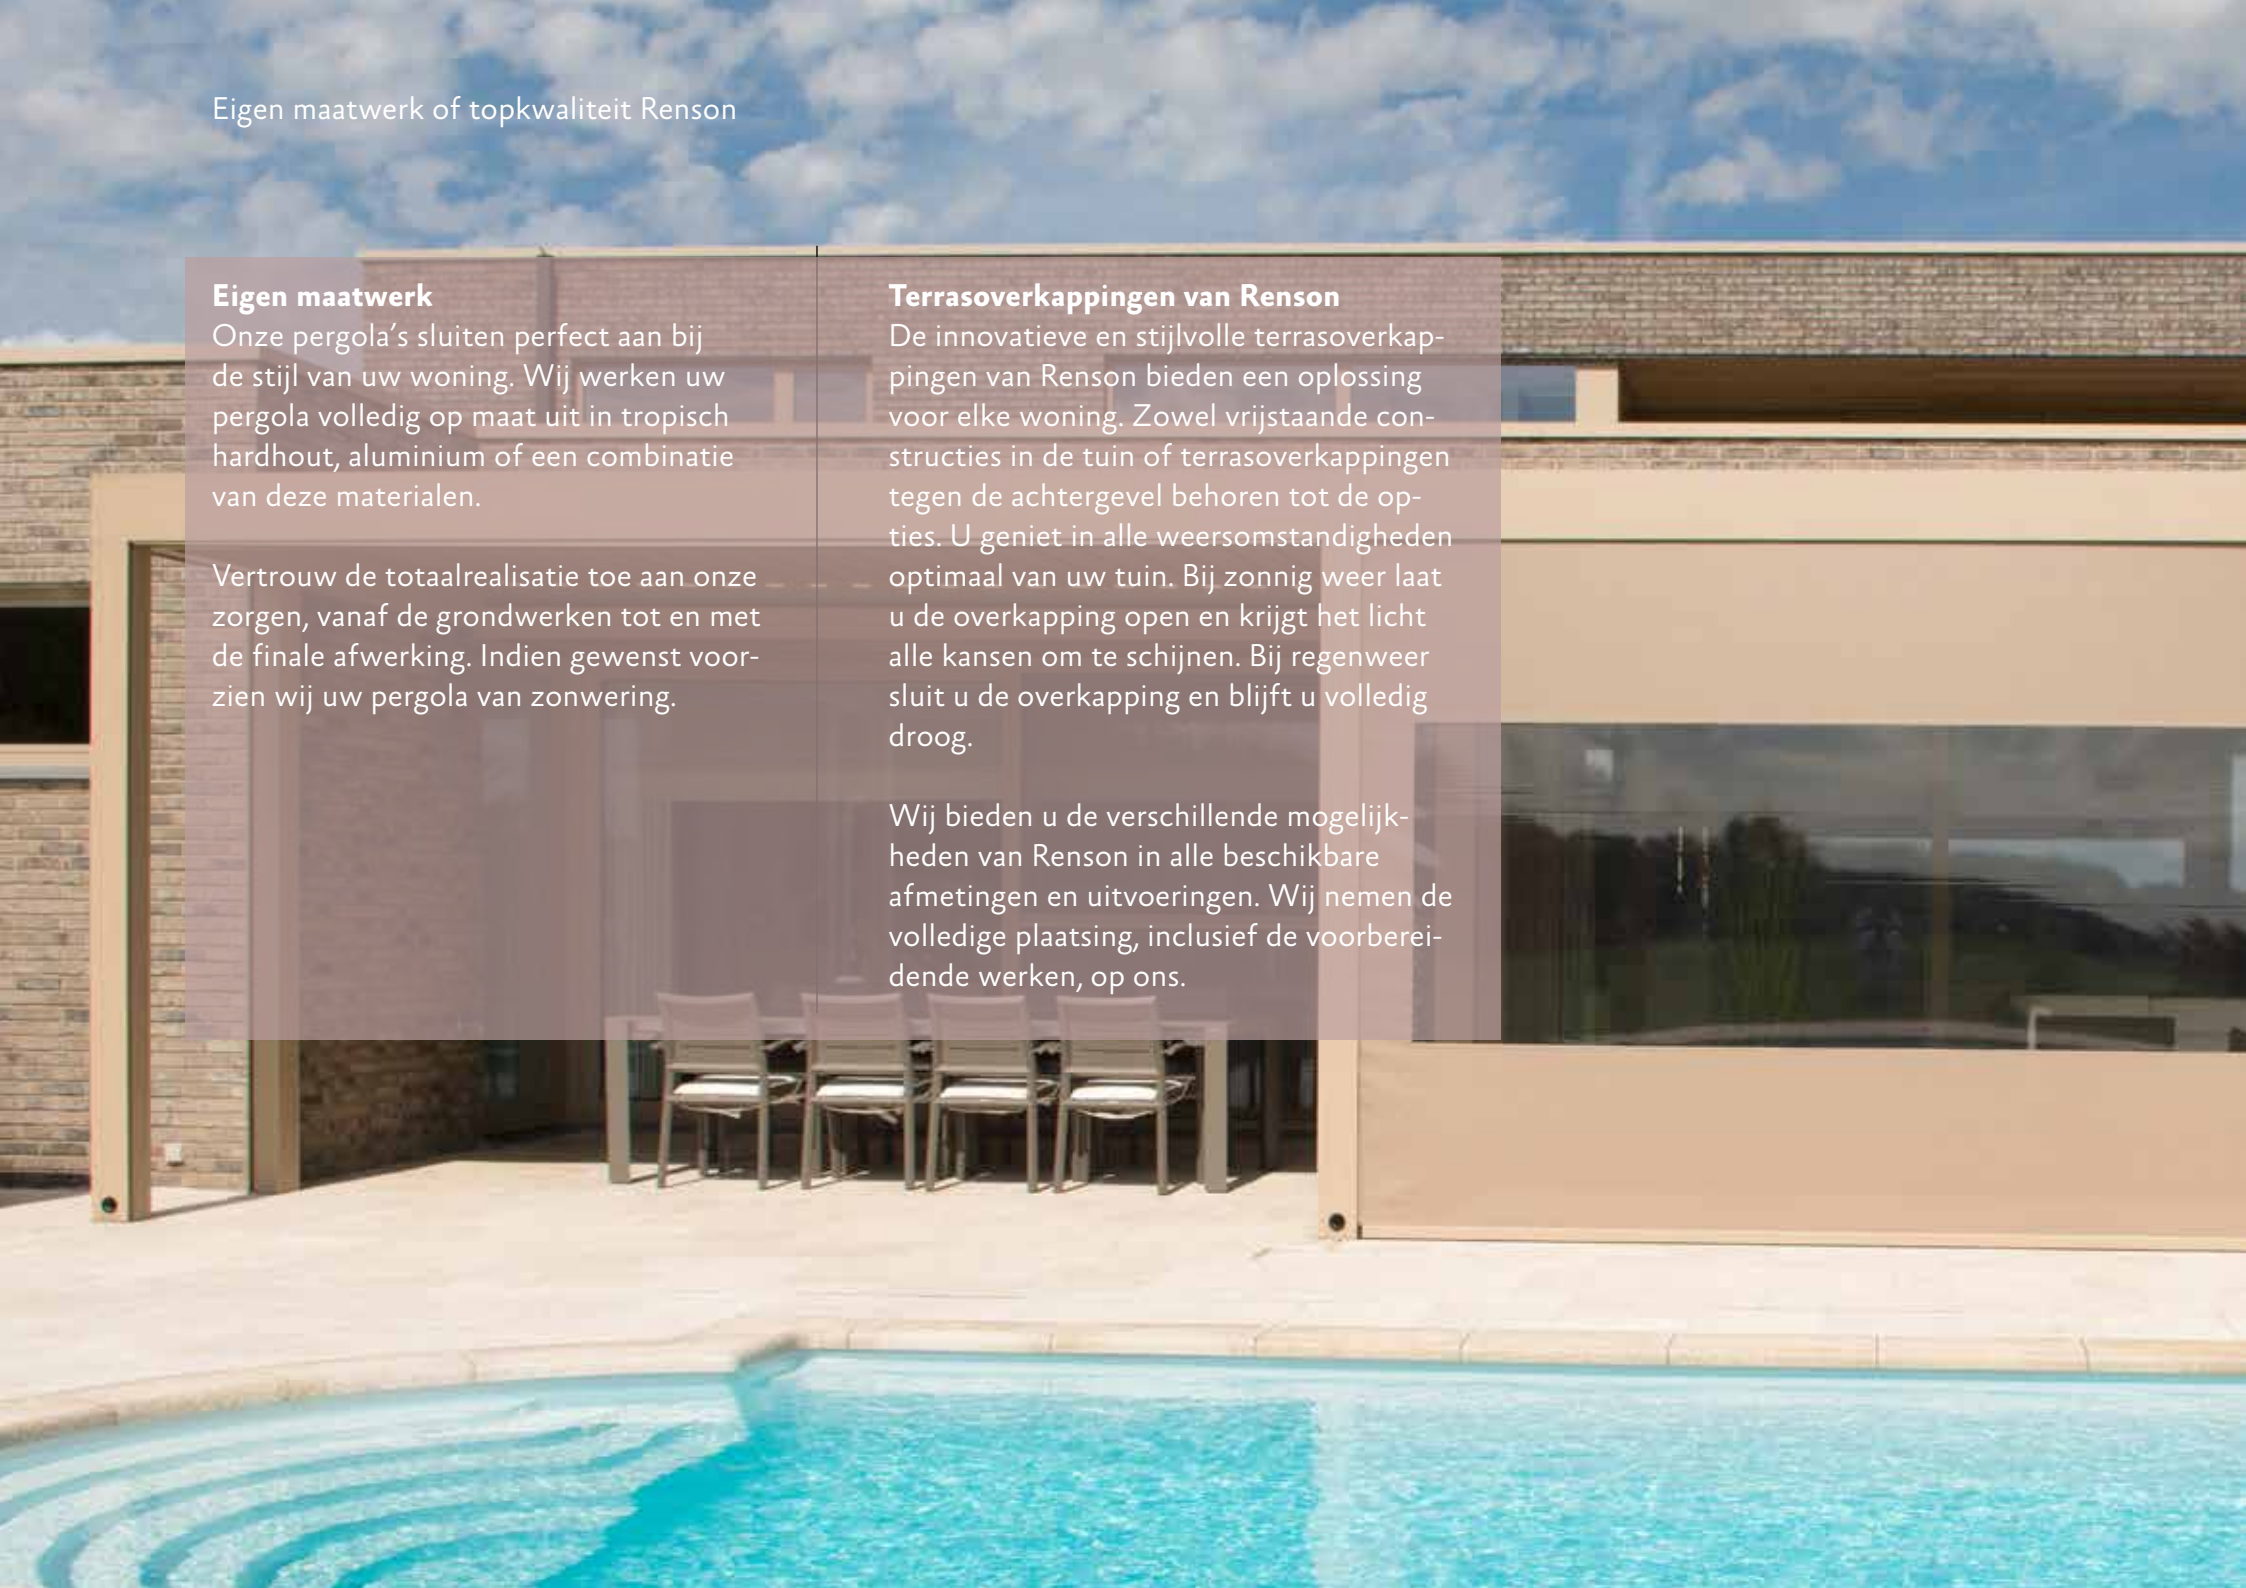 Eigen maatwerk of topkwaliteit Renson
Eigen maatwerk
Onze pergola's sluiten perfect aan bij
de stijl van uw woning. Wij werken uw
pergola volledig op maat uit in tropisch
hardhout, aluminium of een combinatie
van deze materialen.
Vertrouw de totaalrealisatie toe aan onze
zorgen, vanaf de grondwerken tot en met
de finale afwerking. Indien gewenst voor-
zien wij uw pergola van zonwering.
Terrasoverkappingen van Renson
De innovatieve en stijlvolle terrasoverkap-
pingen van Renson bieden een oplossing
voor elke woning. Zowel vrijstaande con-
structies in de tuin of terrasoverkappingen
tegen de achtergevel behoren tot de op-
ties. U geniet in alle weersomstandigheden
optimaal van uw tuin. Bij zonnig weer laat
u de overkapping open en krijgt het licht
alle kansen om te schijnen. Bij regenweer
sluit u de overkapping en blijft u volledig
droog.
Wij bieden u de verschillende mogelijk-
heden van Renson in alle beschikbare
afmetingen en uitvoeringen. Wij nemen de
volledige plaatsing, inclusief de voorberei-
dende werken, op ons.